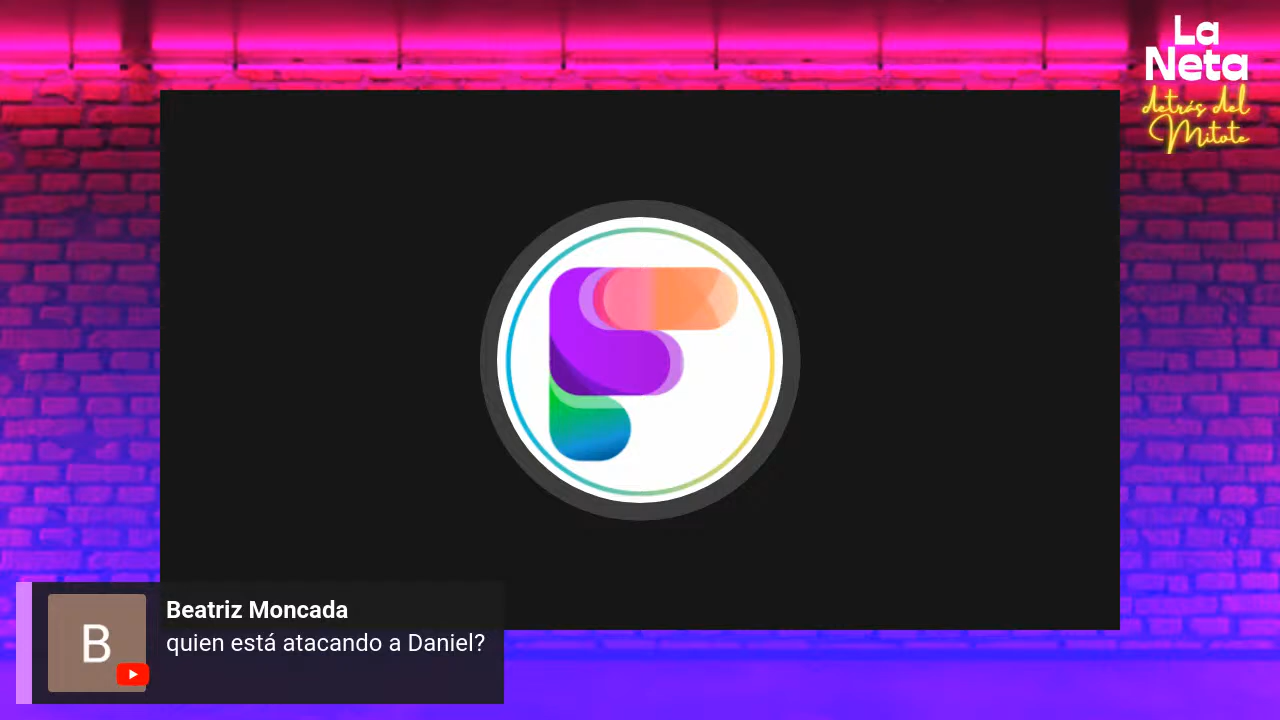 La
Neta
detrás del
Mitote
B
Beatriz Moncada
quien está atacando a Daniel?